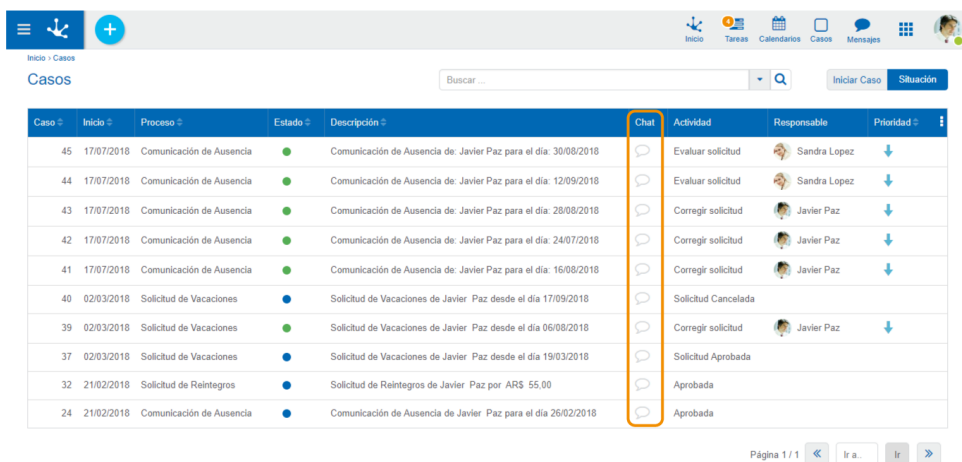 4
Inicio Tareas Calendarios Casos Mensajes
Inicio > Casos
Casos Buscar ... Iniciar Caso Situación
Caso Inicio Proceso Estado Descripción Chat Actividad Responsable Prioridad
45 17/07/2018 Comunicación de Ausencia Comunicación de Ausencia de: Javier Paz para el día: 30/08/2018 Evaluar solicitud Sandra Lopez
44 17/07/2018 Comunicación de Ausencia Comunicación de Ausencia de: Javier Paz para el día: 12/09/2018 Evaluar solicitud Sandra Lopez
43 17/07/2018 Comunicación de Ausencia Comunicación de Ausencia de: Javier Paz para el día: 28/08/2018 Corregir solicitud Javier Paz
42 17/07/2018 Comunicación de Ausencia Comunicación de Ausencia de: Javier Paz para el día: 24/07/2018 Corregir solicitud Javier Paz
41 17/07/2018 Comunicación de Ausencia Comunicación de Ausencia de: Javier Paz para el día: 16/08/2018 Corregir solicitud Javier Paz
40 02/03/2018 Solicitud de Vacaciones Solicitud de Vacaciones de Javier Paz desde el día 17/09/2018 Solicitud Cancelada
39 02/03/2018 Solicitud de Vacaciones Solicitud de Vacaciones de Javier Paz desde el día 06/08/2018 Corregir solicitud Javier Paz
37 02/03/2018 Solicitud de Vacaciones Solicitud de Vacaciones de Javier Paz desde el día 19/03/2018 Solicitud Aprobada
32 21/02/2018 Solicitud de Reintegros Solicitud de Reintegros de Javier Paz por AR$ 55,00 Aprobada
24 21/02/2018 Comunicación de Ausencia Comunicación de Ausencia de Javier Paz para el día 26/02/2018 Aprobada
Página 1 / 1 Ir a.. Ir